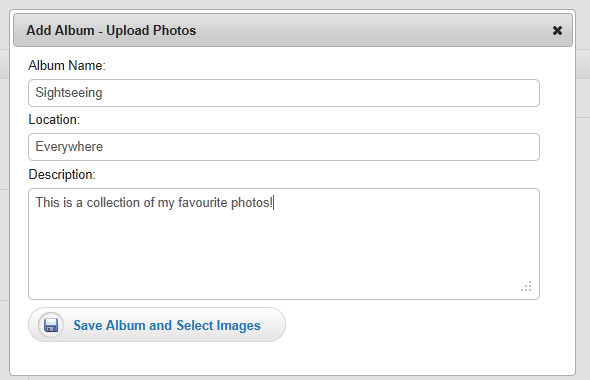 Add Album - Upload Photos
Album Name:
Sightseeing
Location:
Everywhere
Description:
This is a collection of my favourite photos!
Save Album and Select Images